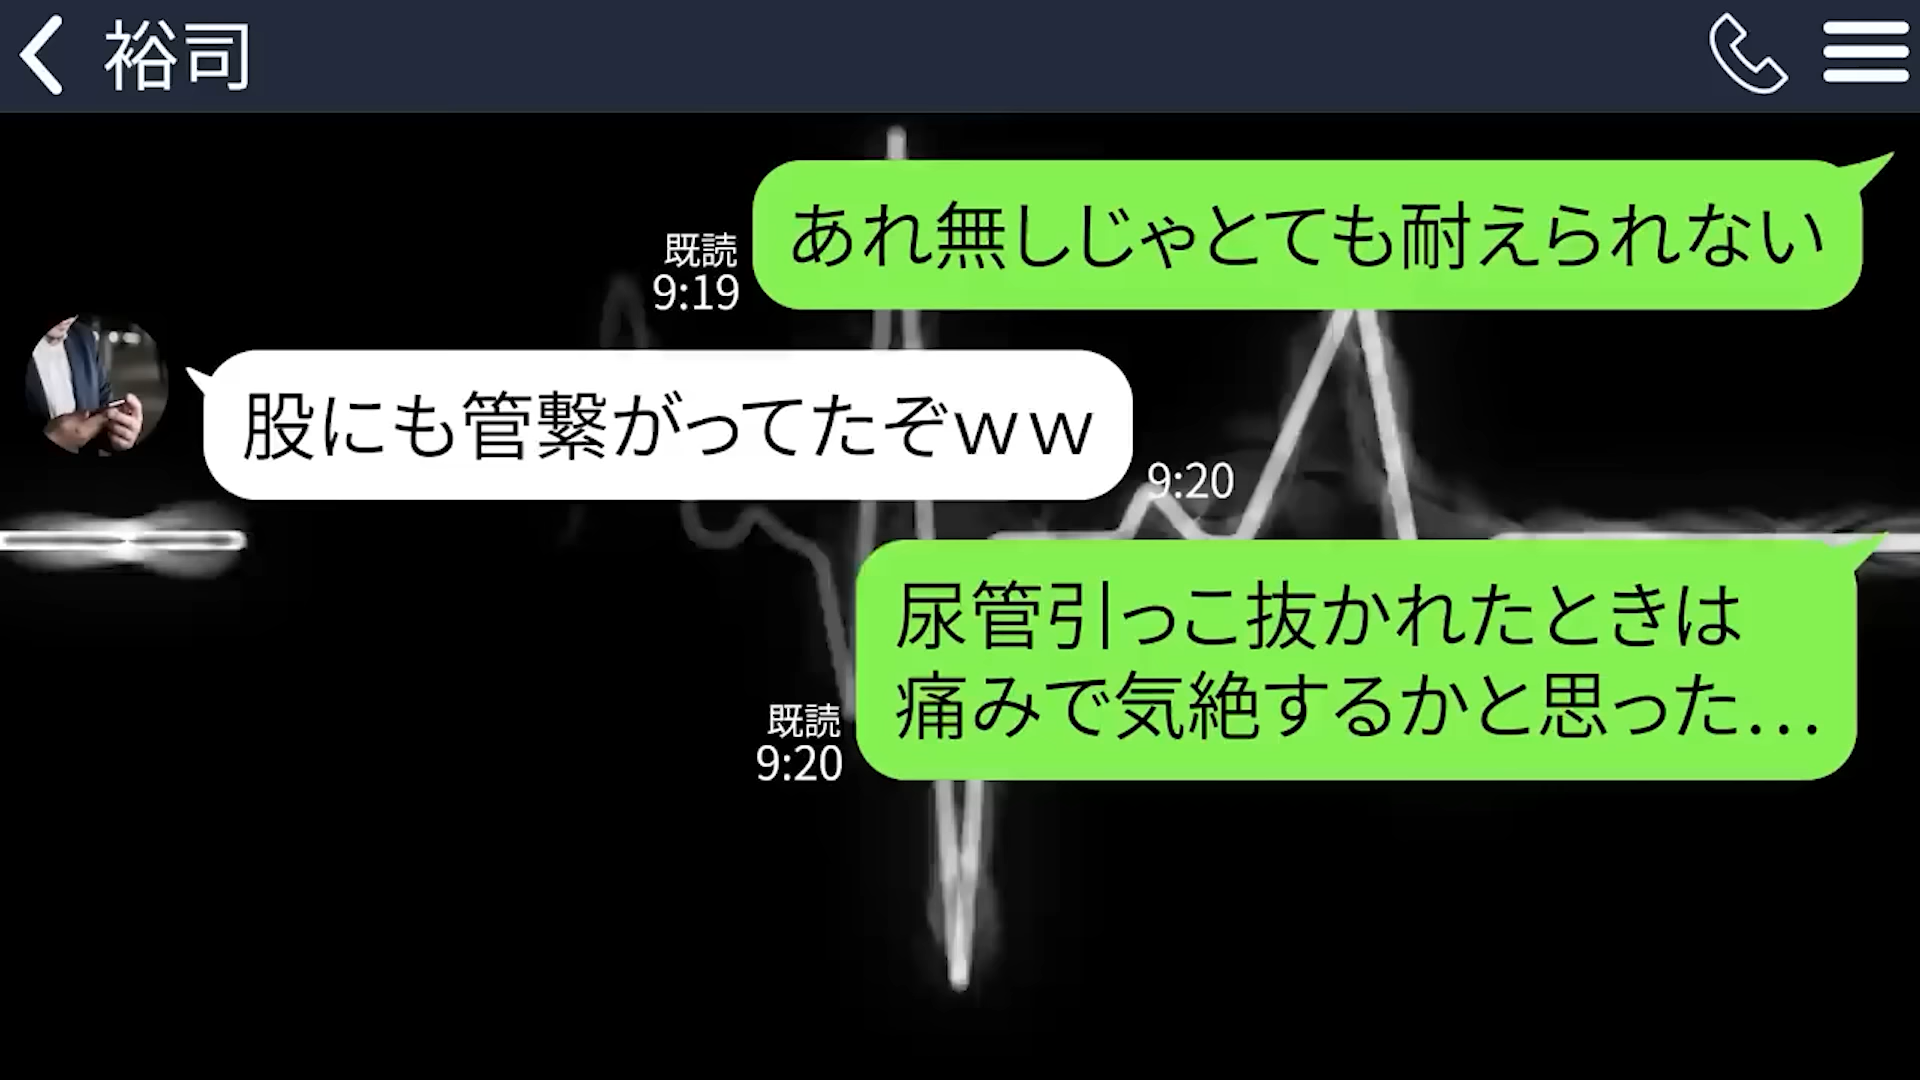 裕司
あれ無しじゃとても耐えられない
既読
9:19
股にも管繋がってたぞｗｗ
9:20
尿管引っこ抜かれたときは
痛みで気絶するかと思った…
既読
9:20